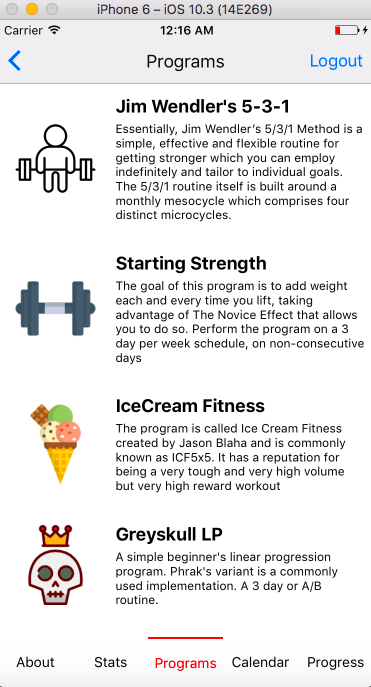 iPhone 6 – iOS 10.3 (14E269)
Carrier 12:16 AM
Programs Logout
Jim Wendler's 5-3-1
Essentially, Jim Wendler’s 5/3/1 Method is a
simple, effective and flexible routine for
getting stronger which you can employ
indefinitely and tailor to individual goals.
The 5/3/1 routine itself is built around a
monthly mesocycle which comprises four
distinct microcycles.
Starting Strength
The goal of this program is to add weight
each and every time you lift, taking
advantage of The Novice Effect that allows
you to do so. Perform the program on a 3
day per week schedule, on non-consecutive
days
IceCream Fitness
The program is called Ice Cream Fitness
created by Jason Blaha and is commonly
known as ICF5x5. It has a reputation for
being a very tough and very high volume
but very high reward workout
Greyskull LP
A simple beginner's linear progression
program. Phrak's variant is a commonly
used implementation. A 3 day or A/B
routine.
About Stats Programs Calendar Progress